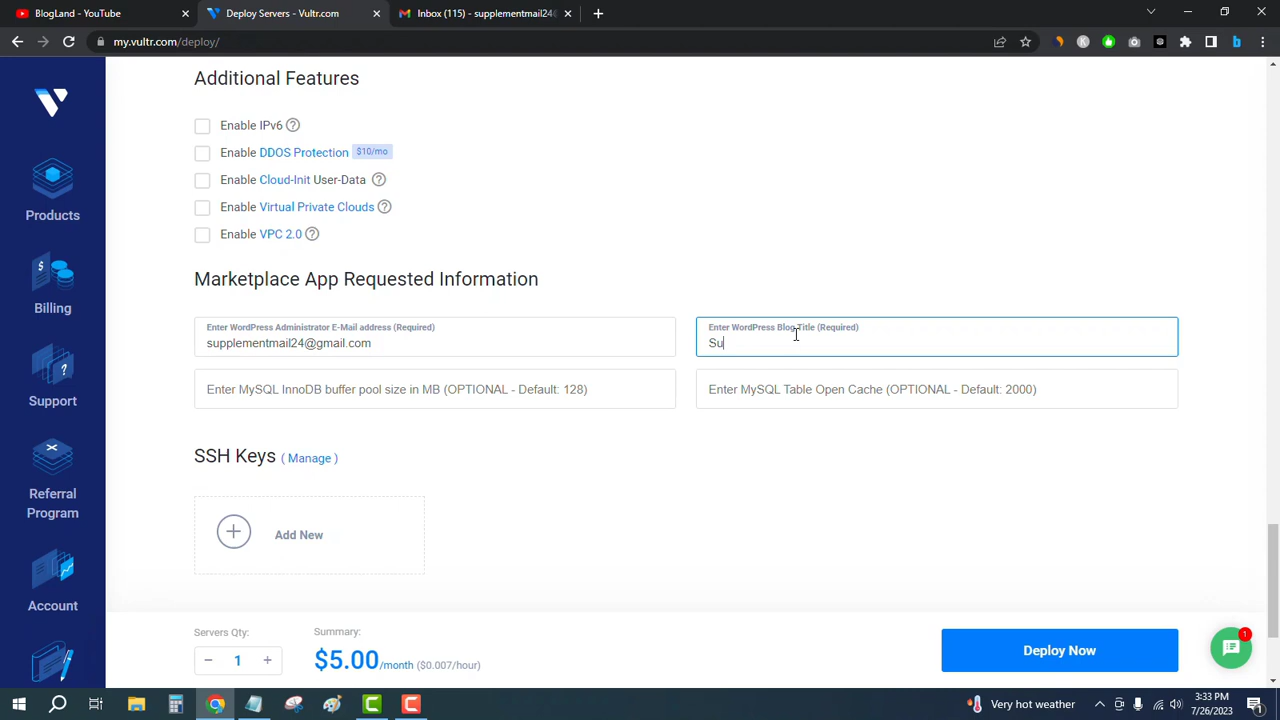 BlogLand - YouTube
Deploy Servers - Vultr.com
Inbox (115) - supplementmail24@
my.vultr.com/deploy/
Additional Features
Enable IPv6
Enable DDOS Protection $10/mo
Enable Cloud-Init User-Data
Enable Virtual Private Clouds
Enable VPC 2.0
Products
Billing
Support
Referral
Program
Account
Marketplace App Requested Information
Enter WordPress Administrator E-Mail address (Required)
supplementmail24@gmail.com
Enter WordPress Blog Title (Required)
Su
Enter MySQL InnoDB buffer pool size in MB (OPTIONAL - Default: 128)
Enter MySQL Table Open Cache (OPTIONAL - Default: 2000)
SSH Keys ( Manage )
Add New
Servers Qty:
1
Summary:
$5.00/month ($0.007/hour)
Deploy Now
1
Very hot weather
3:33 PM
7/26/2023